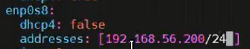 enp0s8:
dhcp4: false
addresses: [192.168.56.200/24]